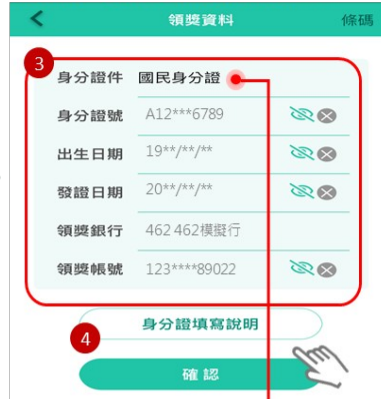 領獎資料 條碼
3
身分證件 國民身分證
身分證號 A12***6789
出生日期 19**/**/**
發證日期 20**/**/**
領獎銀行 462 462模擬行
領獎帳號 123****89022
身分證填寫說明
4
確認